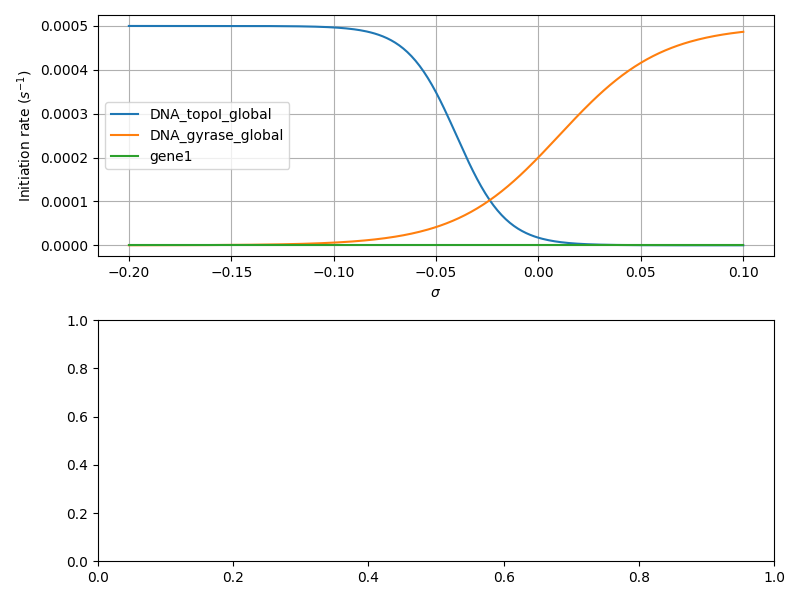 0.0005
0.0004
0.0003
0.0002
0.0001
0.0000
Initiation rate (s⁻¹)
DNA_topoI_global
DNA_gyrase_global
gene1
−0.20 −0.15 −0.10 −0.05 0.00 0.05 0.10
σ
1.0
0.8
0.6
0.4
0.2
0.0
0.0 0.2 0.4 0.6 0.8 1.0